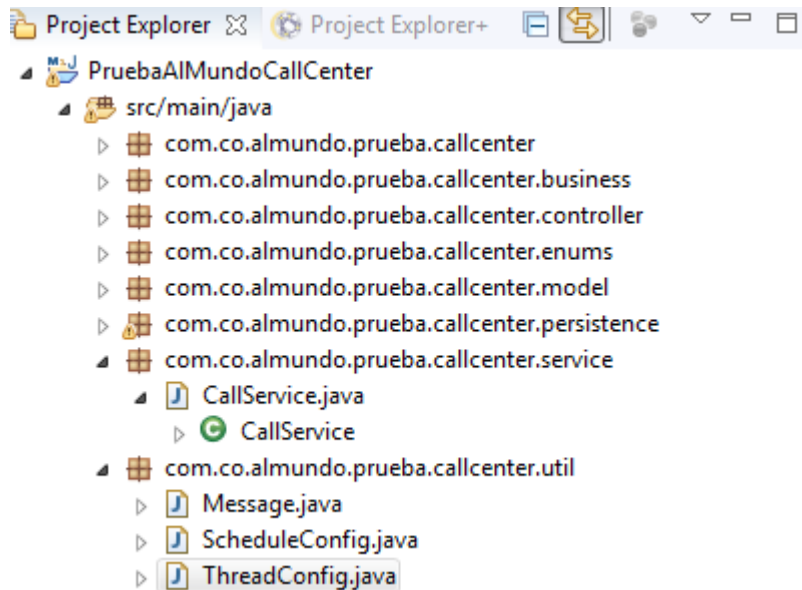 Project Explorer Project Explorer+
PruebaAlMundoCallCenter
src/main/java
com.co.almundo.prueba.callcenter
com.co.almundo.prueba.callcenter.business
com.co.almundo.prueba.callcenter.controller
com.co.almundo.prueba.callcenter.enums
com.co.almundo.prueba.callcenter.model
com.co.almundo.prueba.callcenter.persistence
com.co.almundo.prueba.callcenter.service
CallService.java
CallService
com.co.almundo.prueba.callcenter.util
Message.java
ScheduleConfig.java
ThreadConfig.java